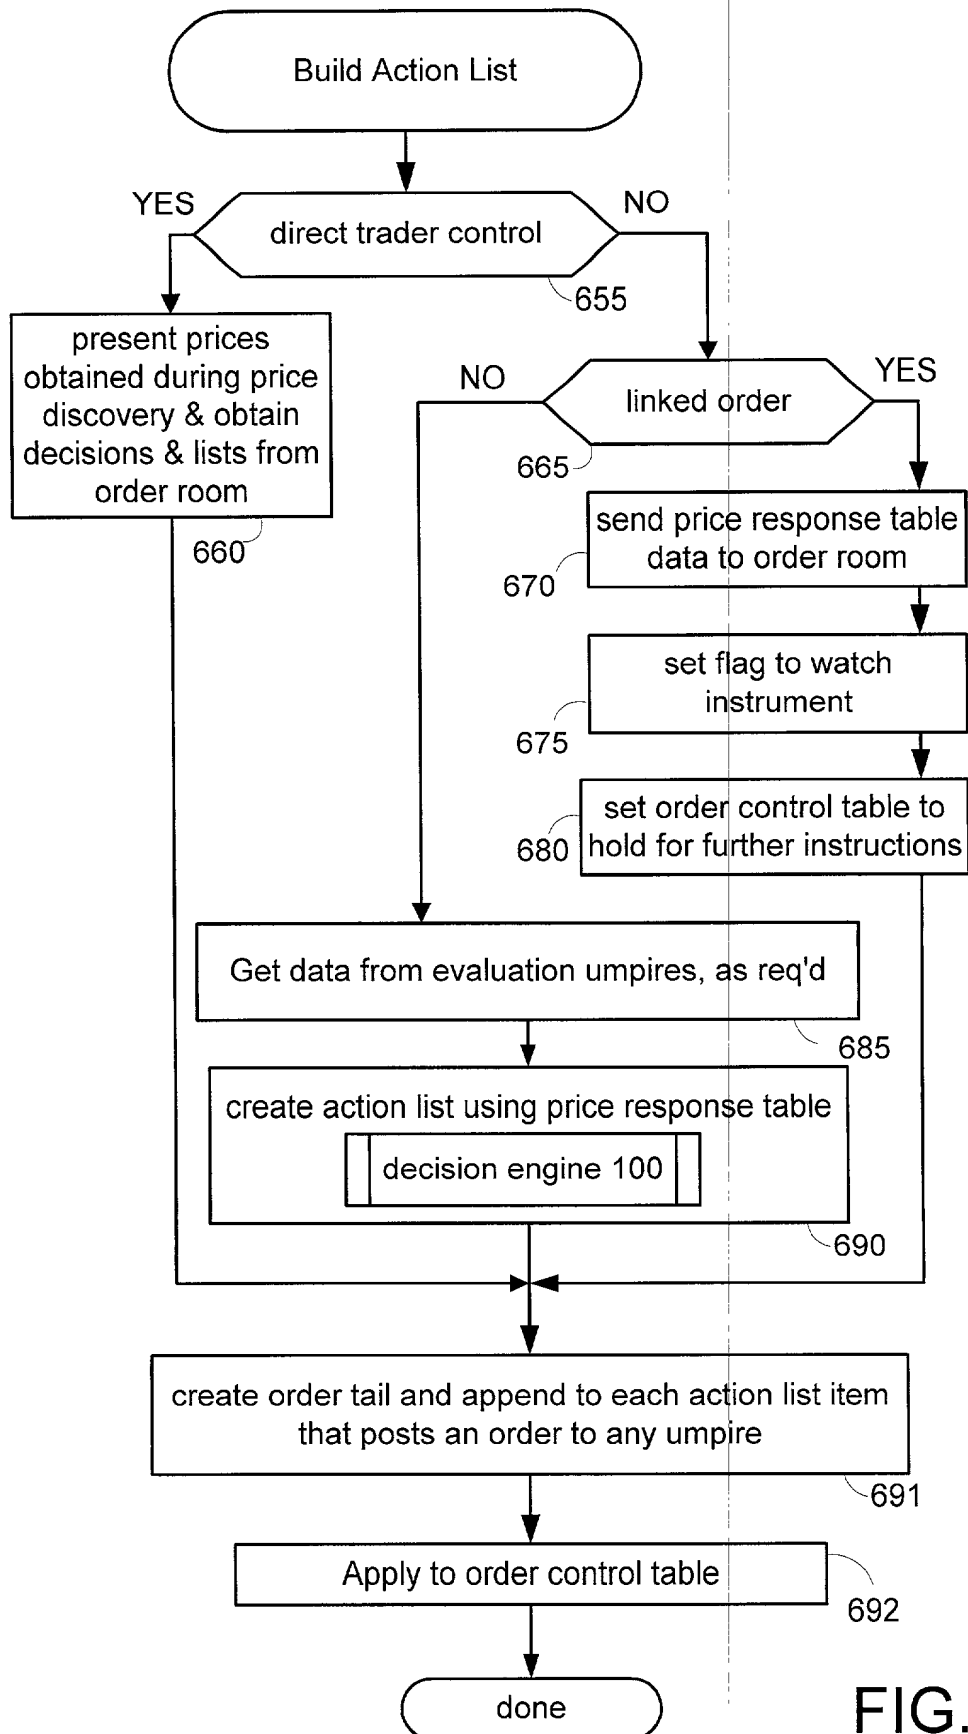 Build Action List
YES
NO
direct trader control
655
present prices
obtained during price
discovery & obtain
decisions & lists from
order room
660
NO
YES
linked order
665
send price response table
data to order room
670
set flag to watch
instrument
675
set order control table to
hold for further instructions
680
Get data from evaluation umpires, as req'd
685
create action list using price response table
decision engine 100
690
create order tail and append to each action list item
that posts an order to any umpire
691
Apply to order control table
692
done
FIG.